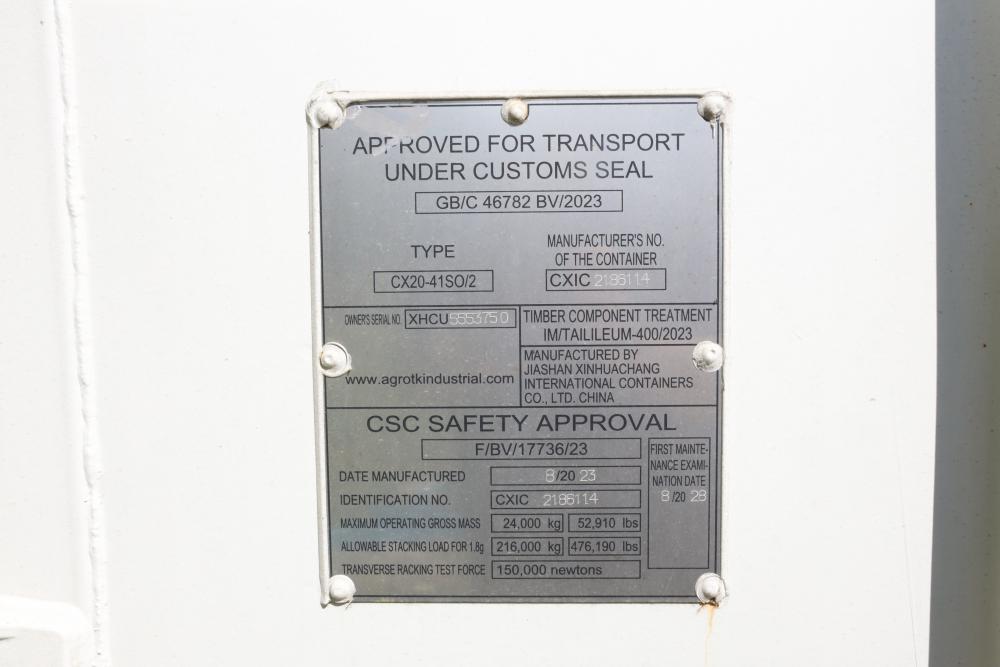 APPROVED FOR TRANSPORT
UNDER CUSTOMS SEAL
GB/C 46782 BV/2023
TYPE
CX20-41SO/2
MANUFACTURER'S NO.
OF THE CONTAINER
CXIC 2186114
OWNER'S SERIAL NO. XHCU 5553750
www.agrotkindustrial.com
TIMBER COMPONENT TREATMENT
IM/TAILILEUM-400/2023
MANUFACTURED BY
JIASHAN XINHUACHANG
INTERNATIONAL CONTAINERS
CO., LTD. CHINA
CSC SAFETY APPROVAL
F/BV/17736/23
DATE MANUFACTURED 8/20 23
IDENTIFICATION NO. CXIC 2186114
MAXIMUM OPERATING GROSS MASS 24,000 kg 52,910 lbs
ALLOWABLE STACKING LOAD FOR 1.8g 216,000 kg 476,190 lbs
TRANSVERSE RACKING TEST FORCE 150,000 newtons
FIRST MAINTE-
NANCE EXAMI-
NATION DATE
8/20 28